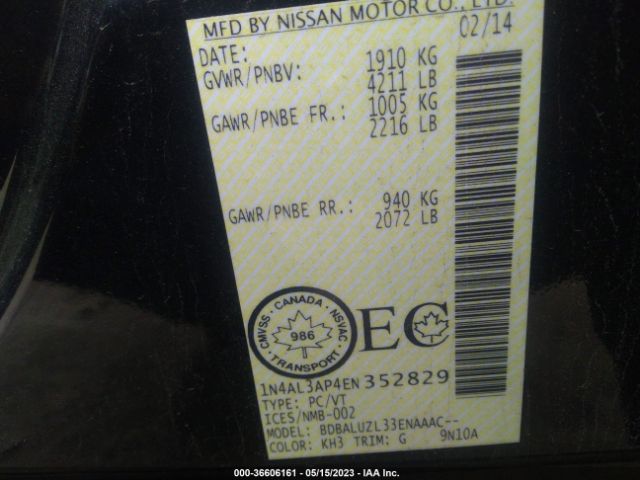 MFD BY NISSAN MOTOR CO., LTD.
DATE: 02/14
GVWR/PNBV: 1910 KG
4211 LB
GAWR/PNBE FR.: 1005 KG
2216 LB
GAWR/PNBE RR.: 940 KG
2072 LB
CANADA
CMVSS NSVAC
986
TRANSPORT
EC
1N4AL3AP4EN352829
TYPE: PC/VT
ICES/NMB-002
MODEL: BDBALUZL33ENAAAC--
COLOR: KH3 TRIM: G 9N10A
000-36606161 - 05/15/2023 - IAA Inc.